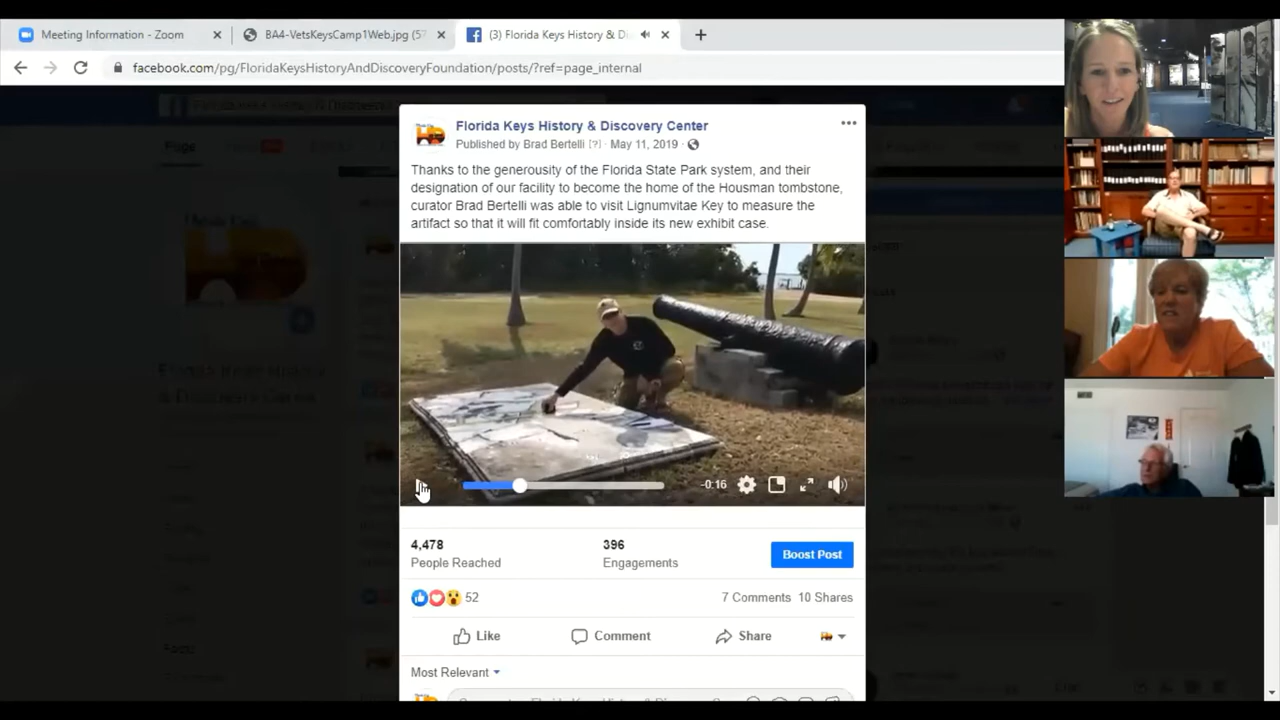 Meeting Information - Zoom
BA4-VetsKeysCamp1Web.jpg (5
(3) Florida Keys History & Di
facebook.com/pg/FloridaKeysHistoryAndDiscoveryFoundation/posts/?ref=page_internal
Page
Florida Keys History & Discovery Center
Published by Brad Bertelli [?] · May 11, 2019 ·
Thanks to the generousity of the Florida State Park system, and their
designation of our facility to become the home of the Housman tombstone,
curator Brad Bertelli was able to visit Lignumvitae Key to measure the
artifact so that it will fit comfortably inside its new exhibit case.
-0:16
4,478
People Reached
396
Engagements
Boost Post
52
7 Comments 10 Shares
Like
Comment
Share
Most Relevant